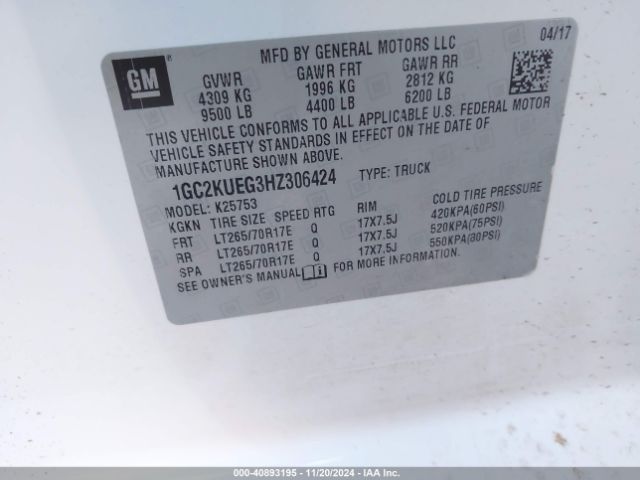 MFD BY GENERAL MOTORS LLC
04/17
GM
GVWR GAWR FRT GAWR RR
4309 KG 1996 KG 2812 KG
9500 LB 4400 LB 6200 LB
THIS VEHICLE CONFORMS TO ALL APPLICABLE U.S. FEDERAL MOTOR
VEHICLE SAFETY STANDARDS IN EFFECT ON THE DATE OF
MANUFACTURE SHOWN ABOVE.
1GC2KUEG3HZ306424 TYPE: TRUCK
MODEL: K25753
KGKN TIRE SIZE SPEED RTG RIM COLD TIRE PRESSURE
FRT LT265/70R17E Q 17X7.5J 420KPA(60PSI)
RR LT265/70R17E Q 17X7.5J 520KPA(75PSI)
SPA LT265/70R17E Q 17X7.5J 550KPA(80PSI)
SEE OWNER'S MANUAL FOR MORE INFORMATION.
000-40893195 - 11/20/2024 - IAA Inc.